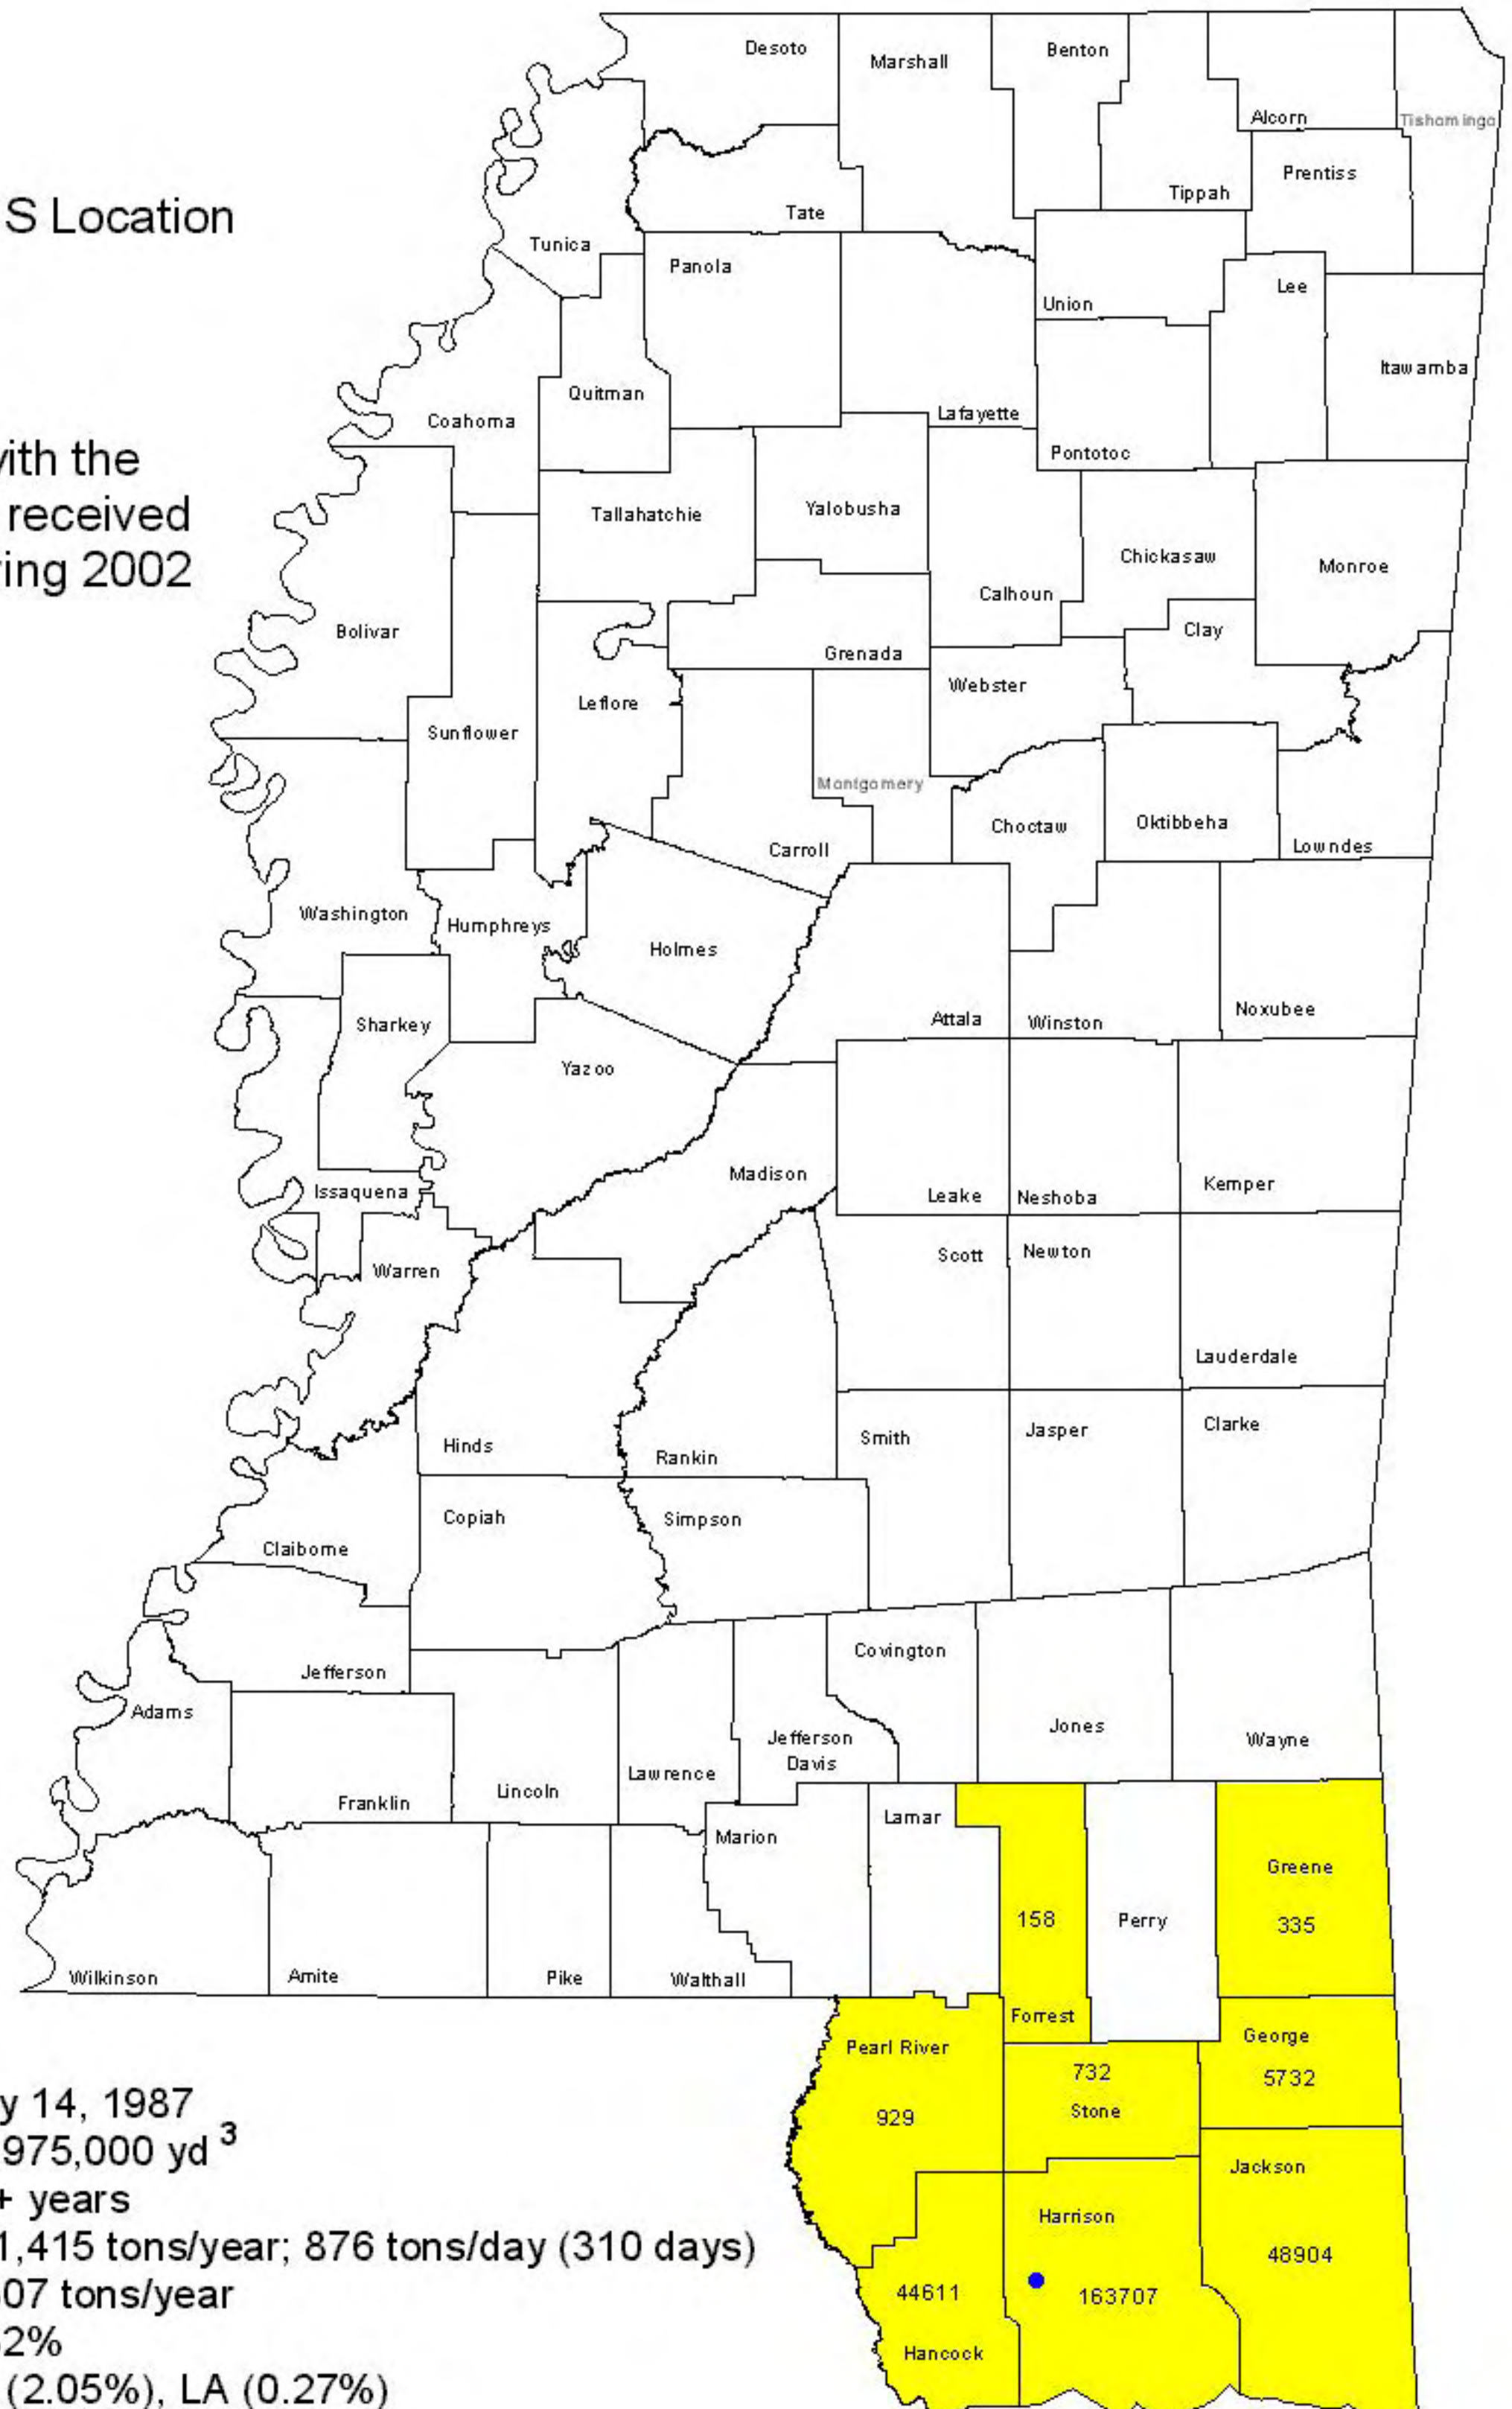 S Location
with the
received
ring 2002
Desoto
Marshall
Benton
Alcorn
Tishomingo
Prentiss
Tippah
Tate
Tunica
Panola
Union
Lee
Itawamba
Quitman
Coahoma
Lafayette
Pontotoc
Tallahatchie
Yalobusha
Chickasaw
Monroe
Calhoun
Bolivar
Clay
Grenada
Webster
Leflore
Sunflower
Montgomery
Choctaw
Oktibbeha
Lowndes
Carroll
Washington
Humphreys
Holmes
Sharkey
Attala
Winston
Noxubee
Yazoo
Madison
Issaquena
Leake
Neshoba
Kemper
Warren
Scott
Newton
Lauderdale
Hinds
Rankin
Smith
Jasper
Clarke
Copiah
Simpson
Claiborne
Jefferson
Covington
Adams
Jefferson
Davis
Jones
Wayne
Lawrence
Lincoln
Franklin
Marion
Lamar
Greene
335
158
Perry
Wilkinson
Amite
Pike
Walthall
Forrest
George
5732
Pearl River
929
732
Stone
Jackson
48904
Harrison
163707
44611
Hancock
y 14, 1987
975,000 yd 3
+ years
1,415 tons/year; 876 tons/day (310 days)
07 tons/year
2%
(2.05%), LA (0.27%)